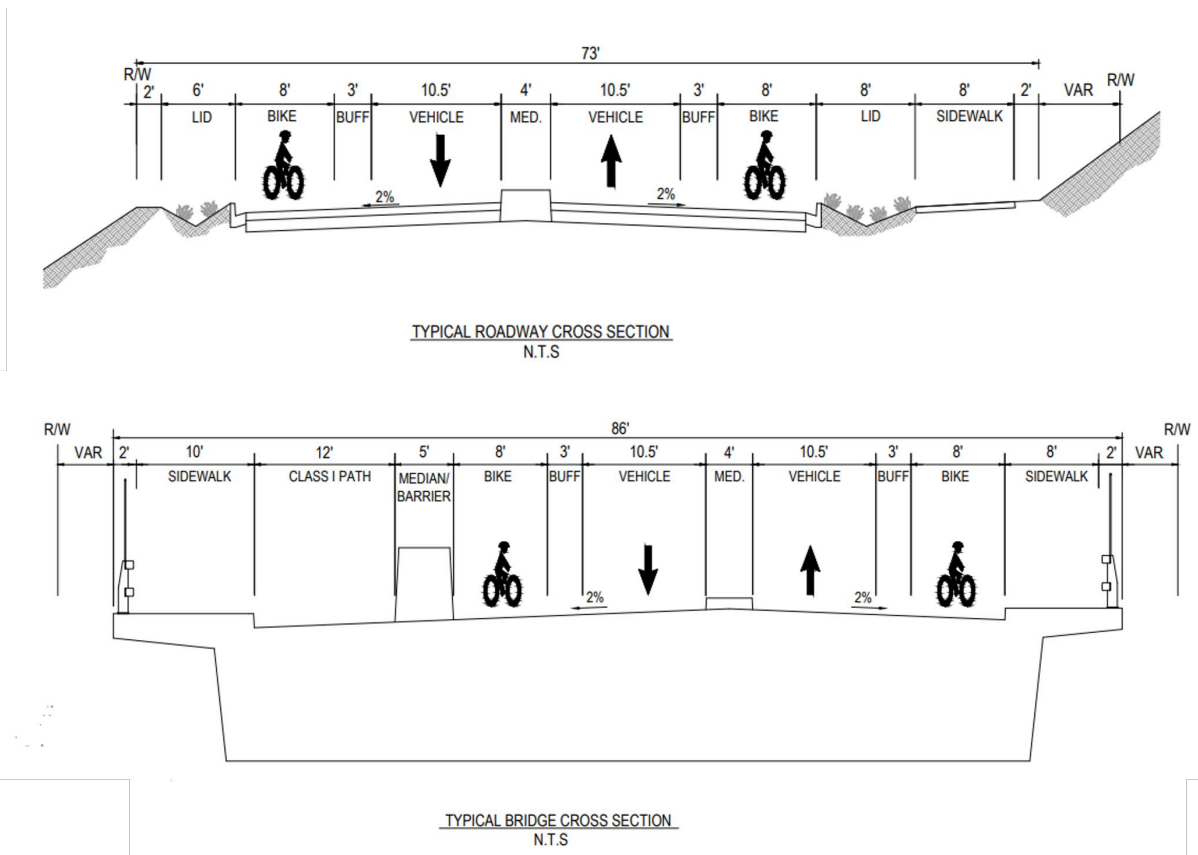 73'
R/W
R/W
2' 6' 8' 3' 10.5' 4' 10.5' 3' 8' 8' 8' 2' VAR
LID BIKE BUFF VEHICLE MED. VEHICLE BUFF BIKE LID SIDEWALK
2% 2%
TYPICAL ROADWAY CROSS SECTION
N.T.S
R/W 86' R/W
VAR 2' 10' 12' 5' 8' 3' 10.5' 4' 10.5' 3' 8' 8' 2' VAR
SIDEWALK CLASS I PATH MEDIAN/ BIKE BUFF VEHICLE MED. VEHICLE BUFF BIKE SIDEWALK
BARRIER
2% 2%
TYPICAL BRIDGE CROSS SECTION
N.T.S